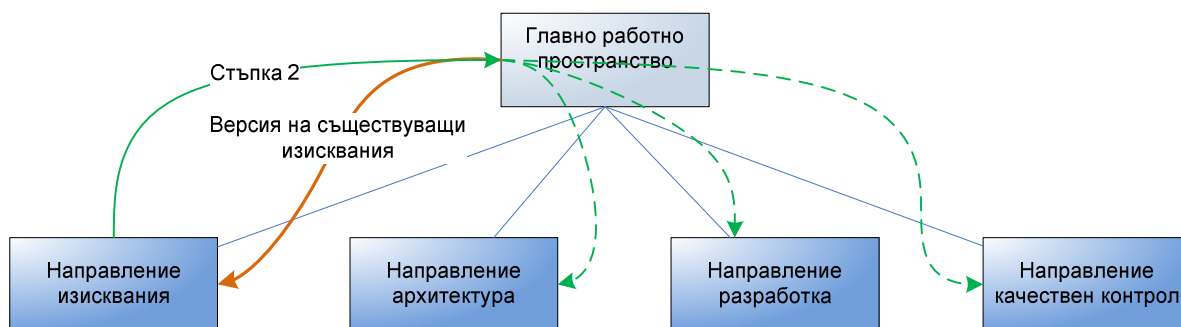 Главно работно
пространство
Стъпка 2
Версия на съществуващи
изисквания
Направление
изисквания
Направление
архитектура
Направление
разработка
Направление
качествен контрол